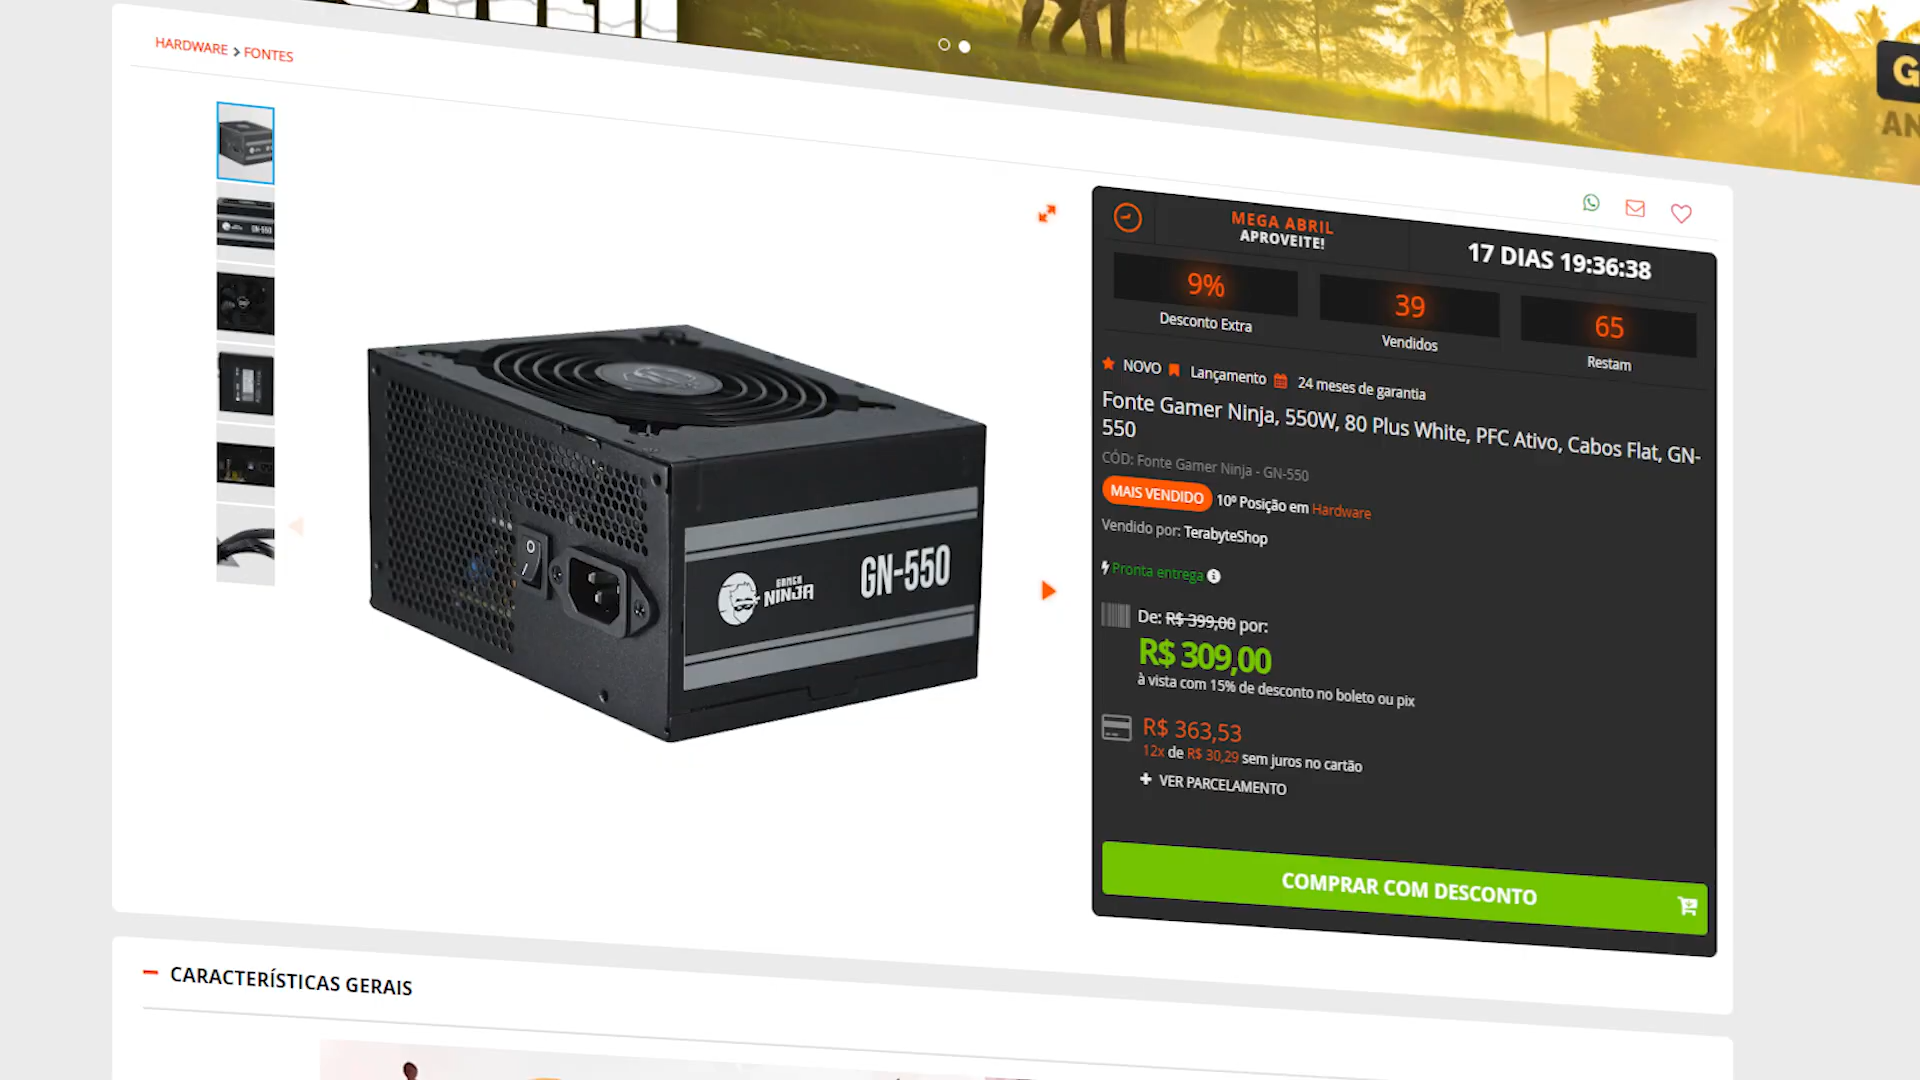 HARDWARE > FONTES
MEGA ABRIL
APROVEITE!
17 DIAS 19:36:38
9%
Desconto Extra
39
Vendidos
65
Restam
NOVO Lançamento 24 meses de garantia
Fonte Gamer Ninja, 550W, 80 Plus White, PFC Ativo, Cabos Flat, GN-
550
CÓD: Fonte Gamer Ninja - GN-550
MAIS VENDIDO 10º Posição em Hardware
Vendido por: TerabyteShop
Pronta entrega
De: R$ 399,00 por:
R$ 309,00
à vista com 15% de desconto no boleto ou pix
R$ 363,53
12x de R$ 30,29 sem juros no cartão
+ VER PARCELAMENTO
COMPRAR COM DESCONTO
GAMER
NINJA
GN-550
CARACTERÍSTICAS GERAIS